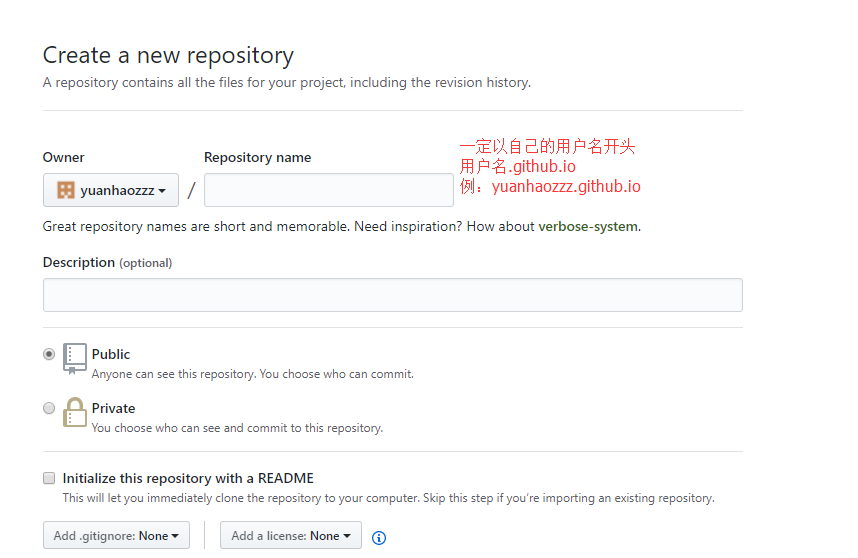 Create a new repository
A repository contains all the files for your project, including the revision history.
Owner
Repository name
一定以自己的用户名开头
用户名.github.io
例：yuanhaozzz.github.io
yuanhaozzz
/
Great repository names are short and memorable. Need inspiration? How about verbose-system.
Description (optional)
Public
Anyone can see this repository. You choose who can commit.
Private
You choose who can see and commit to this repository.
Initialize this repository with a README
This will let you immediately clone the repository to your computer. Skip this step if you’re importing an existing repository.
Add .gitignore: None
Add a license: None